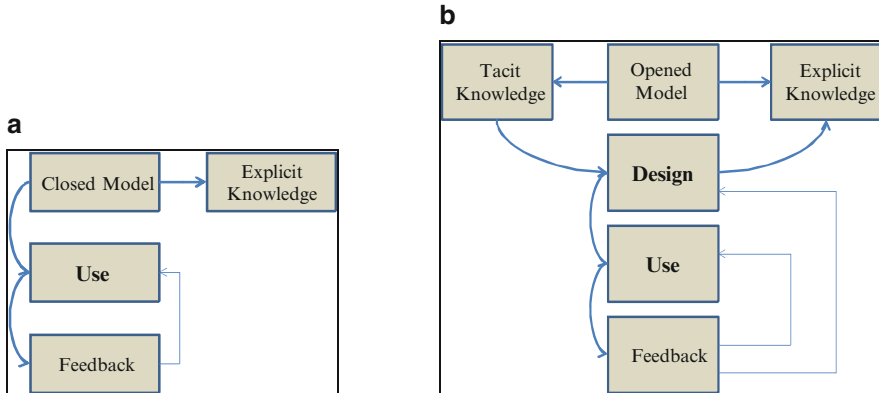 a
Closed Model
Explicit
Knowledge
Use
Feedback
b
Tacit
Knowledge
Opened
Model
Explicit
Knowledge
Design
Use
Feedback